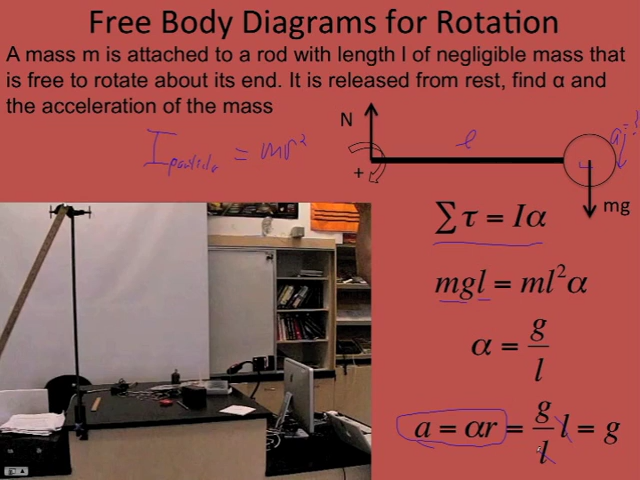 Free Body Diagrams for Rotation
A mass m is attached to a rod with length l of negligible mass that
is free to rotate about its end. It is released from rest, find α and
the acceleration of the mass
N
l
a = ?
I particle = mr²
+
mg
∑τ = Iα
mgl = ml²α
α = g/l
a = αr = g/l l = g